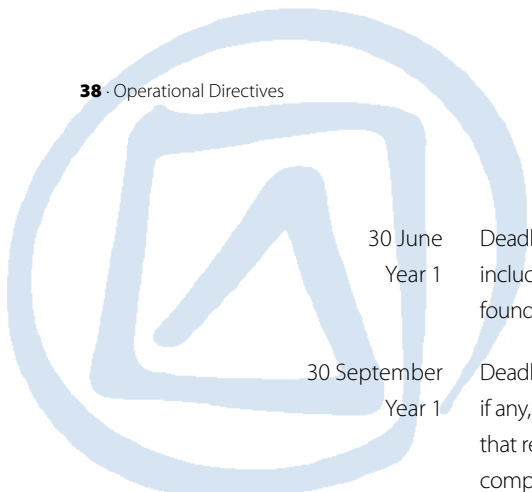 38 · Operational Directives
30 June Deadl
Year 1 includ
found
30 September Deadl
Year 1 if any,
that re
comp